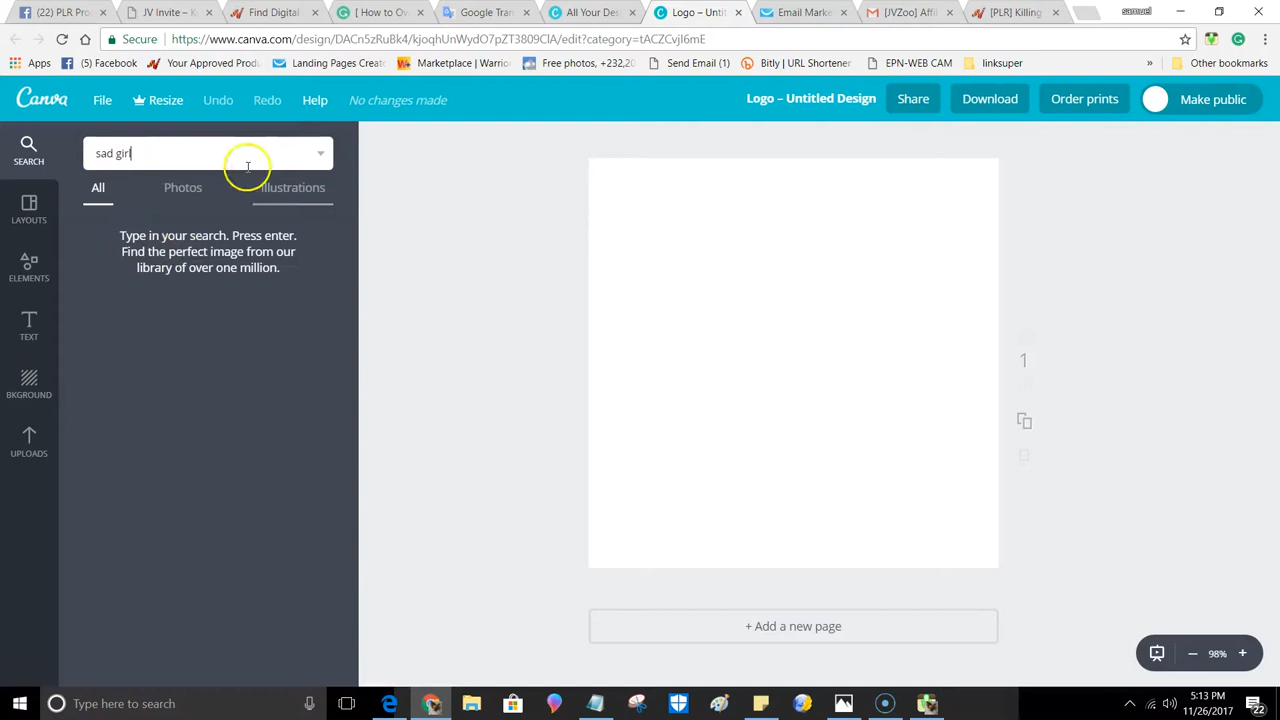 (22) PLR Pro
JV Invite – K
Find Digital
[ How to Ov
Google Tran
All Your Desi
Logo – Unti
Email Marke
[JVZoo] Affil
[PLR] Killing
samuel
Secure
https://www.canva.com/design/DACn5zRuBk4/kjoqhUnWydO7pZT3809ClA/edit?category=tACZCvjI6mE
Apps
(5) Facebook
Your Approved Produ
Landing Pages Creato
Marketplace | Warrior
Free photos, +232,20
Send Email (1)
Bitly | URL Shortener
EPN-WEB CAM
linksuper
»
Other bookmarks
Canva
File
Resize
Undo
Redo
Help
No changes made
Logo – Untitled Design
Share
Download
Order prints
Make public
SEARCH
sad girl
All
Photos
Illustrations
LAYOUTS
Type in your search. Press enter.
Find the perfect image from our
library of over one million.
ELEMENTS
TEXT
1
BKGROUND
UPLOADS
+ Add a new page
98%
Type here to search
5:13 PM
11/26/2017
22